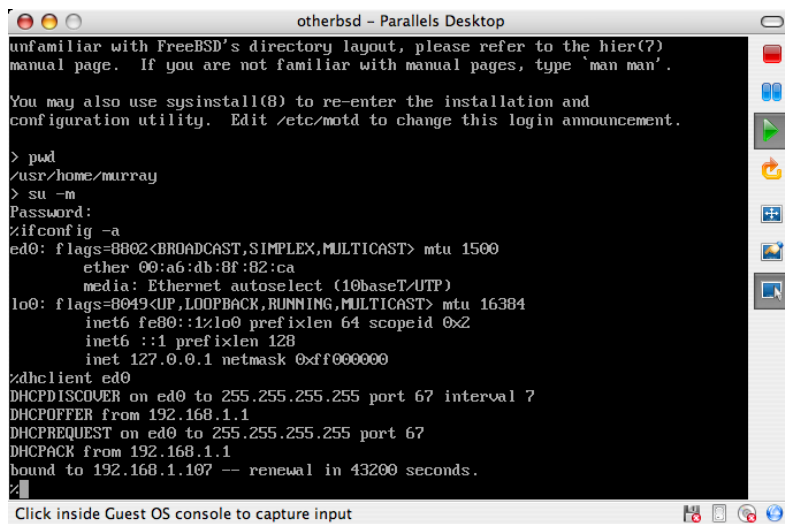 otherbsd – Parallels Desktop
unfamiliar with FreeBSD's directory layout, please refer to the hier(7)
manual page.  If you are not familiar with manual pages, type `man man'.
You may also use sysinstall(8) to re-enter the installation and
configuration utility.  Edit /etc/motd to change this login announcement.
> pwd
/usr/home/murray
> su -m
Password:
%ifconfig -a
ed0: flags=8802<BROADCAST,SIMPLEX,MULTICAST> mtu 1500
        ether 00:a6:db:8f:82:ca
        media: Ethernet autoselect (10baseT/UTP)
lo0: flags=8049<UP,LOOPBACK,RUNNING,MULTICAST> mtu 16384
        inet6 fe80::1%lo0 prefixlen 64 scopeid 0x2
        inet6 ::1 prefixlen 128
        inet 127.0.0.1 netmask 0xff000000
%dhclient ed0
DHCPDISCOVER on ed0 to 255.255.255.255 port 67 interval 7
DHCPOFFER from 192.168.1.1
DHCPREQUEST on ed0 to 255.255.255.255 port 67
DHCPACK from 192.168.1.1
bound to 192.168.1.107 -- renewal in 43200 seconds.
%
Click inside Guest OS console to capture input